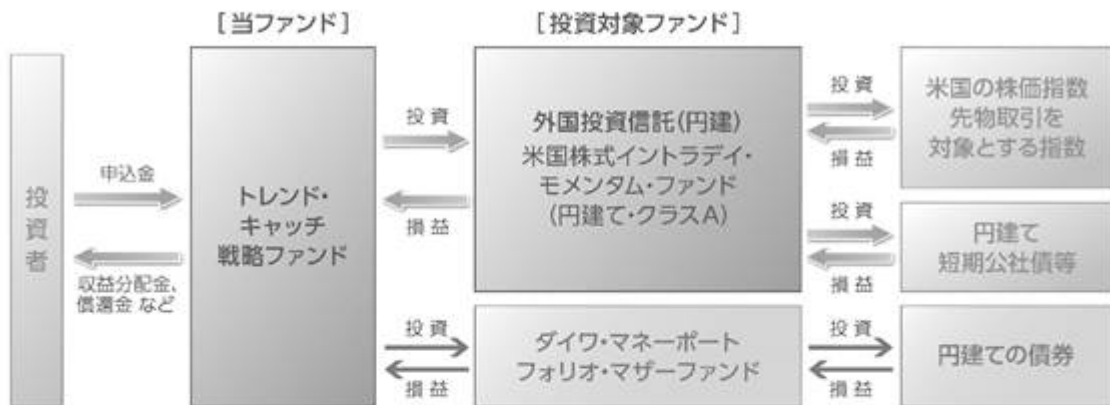 [当ファンド]
[投資対象ファンド]
投資者
申込金
収益分配金、
償還金 など
トレンド・
キャッチ
戦略ファンド
投資
損益
外国投資信託(円建)
米国株式イントラデイ・
モメンタム・ファンド
(円建て・クラスA)
投資
損益
米国の株価指数
先物取引を
対象とする指数
投資
損益
円建て
短期公社債等
投資
損益
ダイワ・マネーポート
フォリオ・マザーファンド
投資
損益
円建ての債券